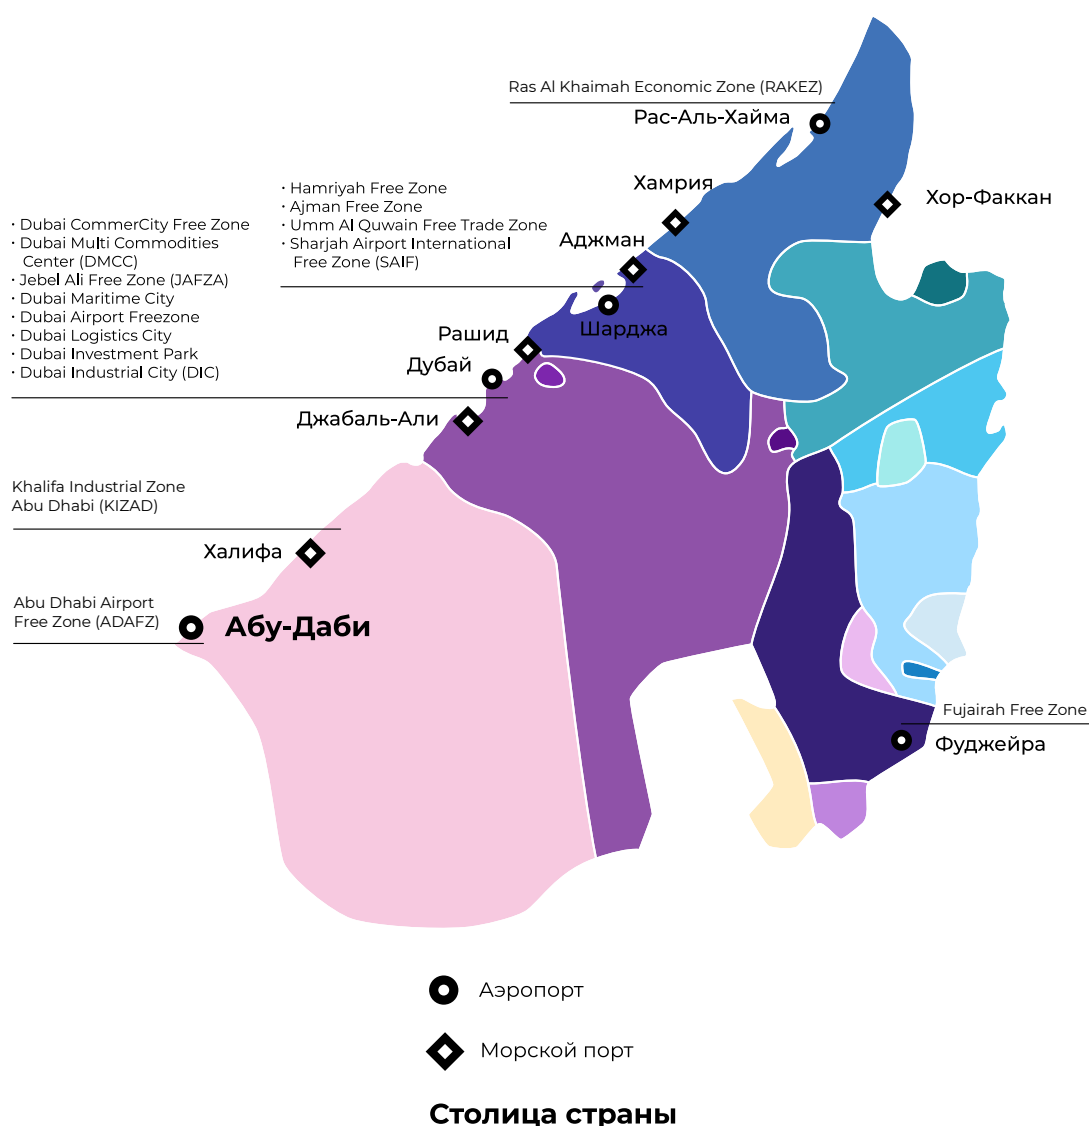 Ras Al Khaimah Economic Zone (RAKEZ)
Рас-Аль-Хайма
Хамрия
Хор-Факкан
· Hamriyah Free Zone
· Ajman Free Zone
· Umm Al Quwain Free Trade Zone
· Sharjah Airport International
Free Zone (SAIF)
Аджман
Шарджа
· Dubai CommerCity Free Zone
· Dubai Multi Commodities
Center (DMCC)
· Jebel Ali Free Zone (JAFZA)
· Dubai Maritime City
· Dubai Airport Freezone
· Dubai Logistics City
· Dubai Investment Park
· Dubai Industrial City (DIC)
Рашид
Дубай
Джабаль-Али
Khalifa Industrial Zone
Abu Dhabi (KIZAD)
Халифа
Abu Dhabi Airport
Free Zone (ADAFZ)
Абу-Даби
Fujairah Free Zone
Фуджейра
Аэропорт
Морской порт
Столица страны